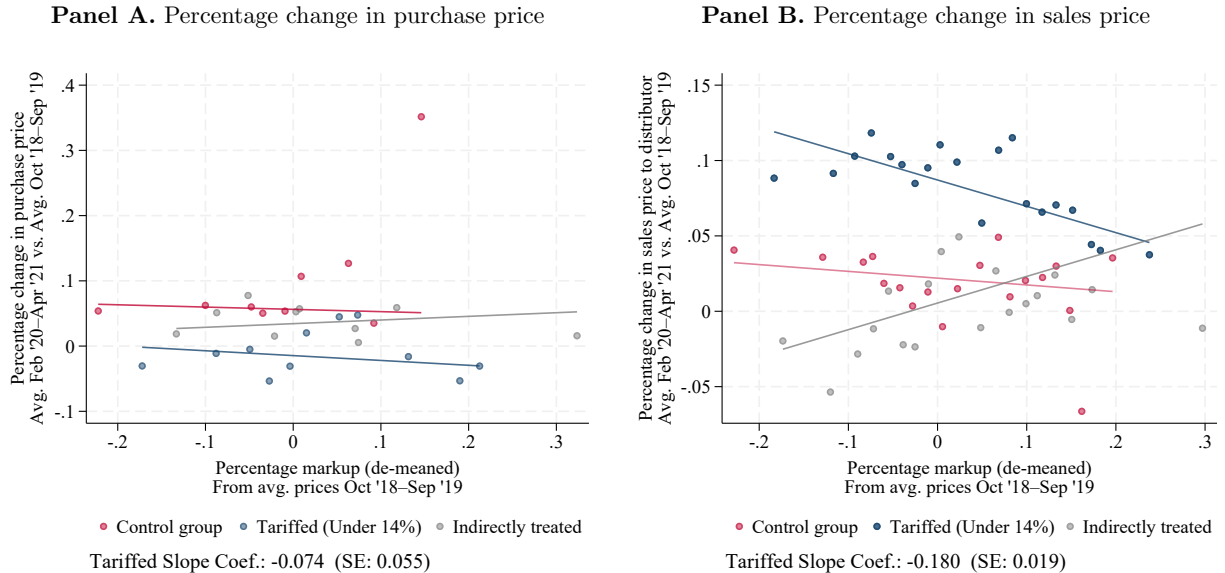 Panel A. Percentage change in purchase price
Percentage change in purchase price
Avg. Feb '20–Apr '21 vs. Avg. Oct '18–Sep '19
.4
.3
.2
.1
0
-.1
-.2
-.1
0
.1
.2
.3
Percentage markup (de-meaned)
From avg. prices Oct '18–Sep '19
Control group
Tariffed (Under 14%)
Indirectly treated
Tariffed Slope Coef.: -0.074 (SE: 0.055)
Panel B. Percentage change in sales price
Percentage change in sales price to distributor
Avg. Feb '20–Apr '21 vs. Avg. Oct '18–Sep '19
.15
.1
.05
0
-.05
-.2
-.1
0
.1
.2
.3
Percentage markup (de-meaned)
From avg. prices Oct '18–Sep '19
Control group
Tariffed (Under 14%)
Indirectly treated
Tariffed Slope Coef.: -0.180 (SE: 0.019)